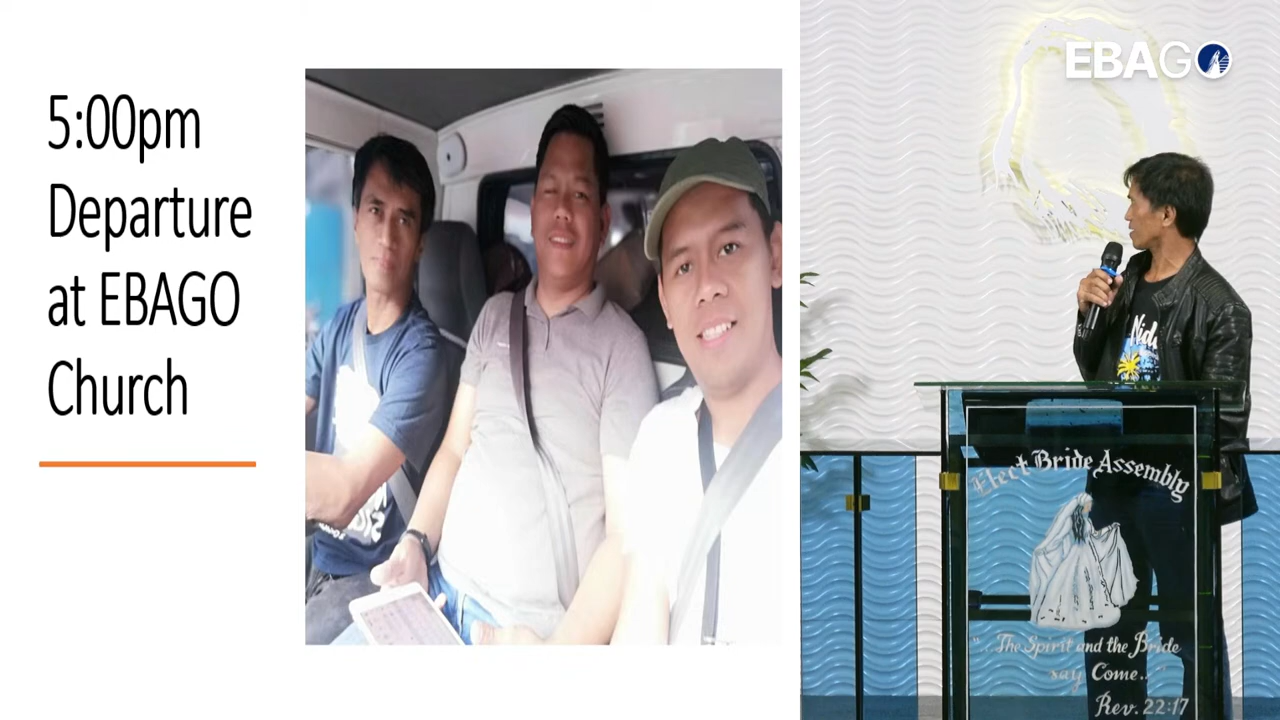 5:00pm
Departure
at EBAGO
Church
EBAGO
Nid
Elect Bride Assembly
"..The Spirit and the Bride
say Come.."
Rev. 22:17